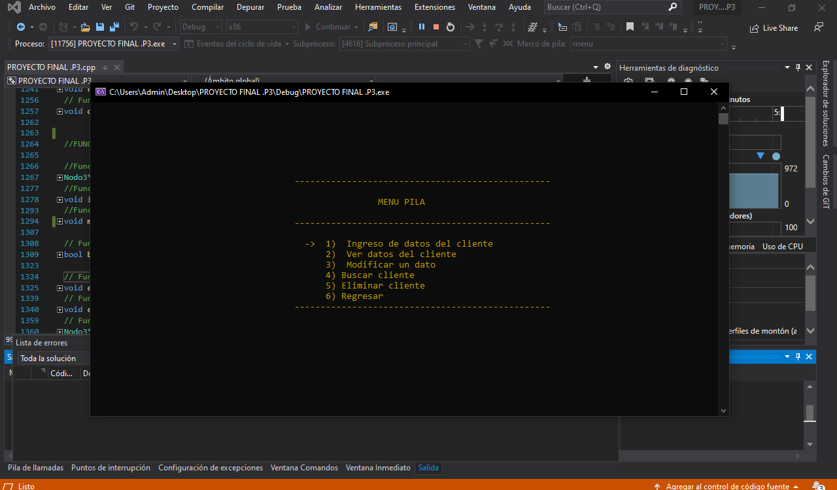 Archivo Editar Ver Git Proyecto Compilar Depurar Prueba Analizar Herramientas Extensiones Ventana Ayuda Buscar (Ctrl+Q) PROY....P3
Debug x86 Continuar Live Share
Proceso: [11756] PROYECTO FINAL .P3.exe Eventos del ciclo de vida Subproceso: [4616] Subproceso principal Marco de pila: menu
PROYECTO FINAL .P3.cpp
PROYECTO FINAL .P3 (Ámbito global)
Herramientas de diagnóstico
C:\Users\Admin\Desktop\PROYECTO FINAL .P3\Debug\PROYECTO FINAL .P3.exe
1241 void
1256 // Fun
1257 void
1262
1263
1264 //FUNC
1265
1266 //Func
1267 Nodo3*
1277 //Func
1278 void i
1293 //Func
1294 void m
1307
1308 // Fun
1309 bool b
1323
1324 // Fun
1325 void e
1339 // Fun
1340 void e
1359 // Fun
1360 Nodo3*
------------------------------------------------
MENU PILA
------------------------------------------------
-> 1) Ingreso de datos del cliente
2) Ver datos del cliente
3) Modificar un dato
4) Buscar cliente
5) Eliminar cliente
6) Regresar
------------------------------------------------
nutos
972
0
dores)
100
emoria Uso de CPU
erfiles de montón (a
Explorador de soluciones
Cambios de GIT
Lista de errores
Toda la solución
Códi...
Pila de llamadas Puntos de interrupción Configuración de excepciones Ventana Comandos Ventana Inmediato Salida
Listo Agregar al control de código fuente 3